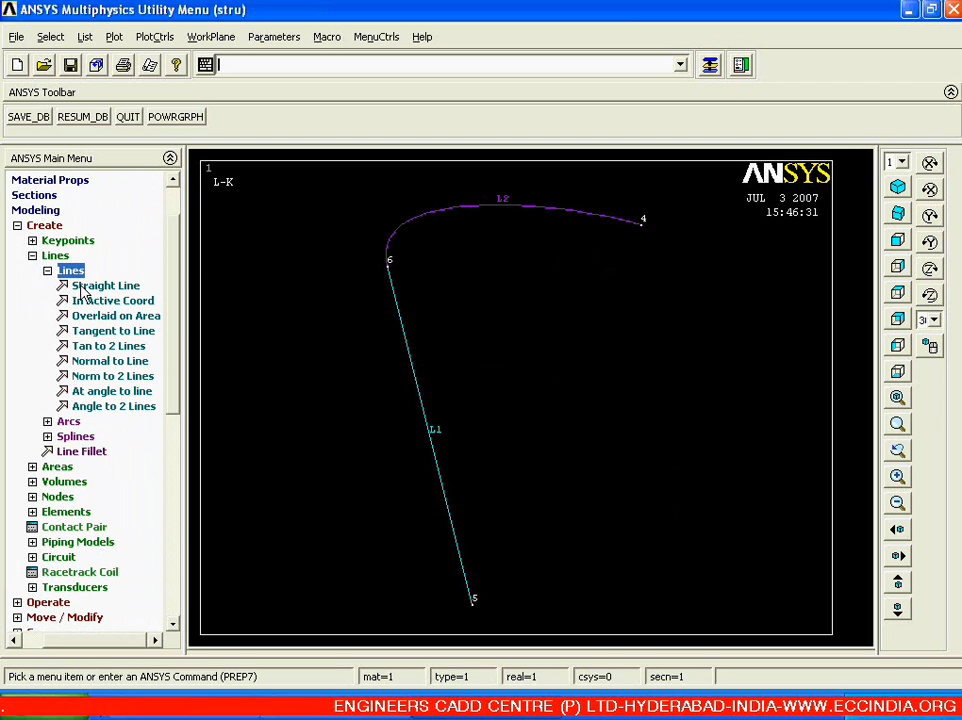 ANSYS Multiphysics Utility Menu (stru)
File Select List Plot PlotCtrls WorkPlane Parameters Macro MenuCtrls Help
ANSYS Toolbar
SAVE_DB RESUM_DB QUIT POWRGRPH
ANSYS Main Menu
Material Props
Sections
Modeling
Create
Keypoints
Lines
Lines
Straight Line
In Active Coord
Overlaid on Area
Tangent to Line
Tan to 2 Lines
Normal to Line
Norm to 2 Lines
At angle to line
Angle to 2 Lines
Arcs
Splines
Line Fillet
Areas
Volumes
Nodes
Elements
Contact Pair
Piping Models
Circuit
Racetrack Coil
Transducers
Operate
Move / Modify
1
L-K
ANSYS
JUL 3 2007
15:46:31
L2
4
6
L1
5
1
Pick a menu item or enter an ANSYS Command (PREP7) mat=1 type=1 real=1 csys=0 secn=1
. ENGINEERS CADD CENTRE (P) LTD-HYDERABAD-INDIA-WWW.ECCINDIA.ORG